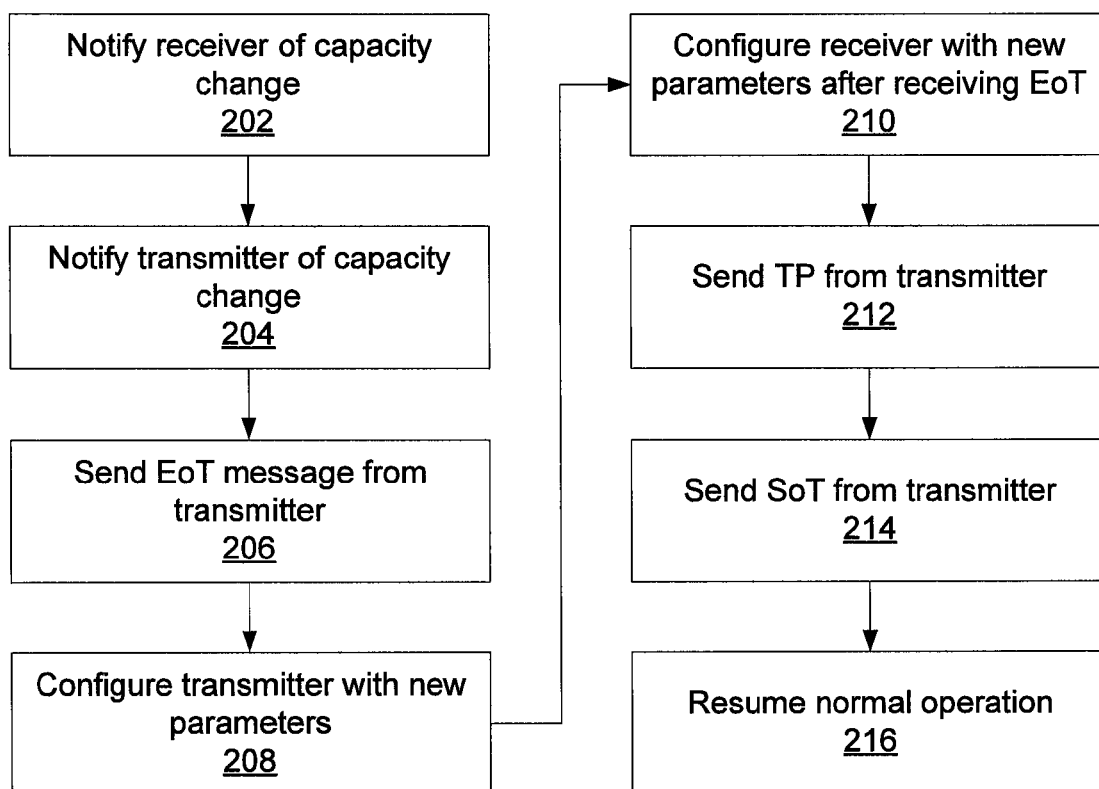 Notify receiver of capacity
change
202
Notify transmitter of capacity
change
204
Send EoT message from
transmitter
206
Configure transmitter with new
parameters
208
Configure receiver with new
parameters after receiving EoT
210
Send TP from transmitter
212
Send SoT from transmitter
214
Resume normal operation
216